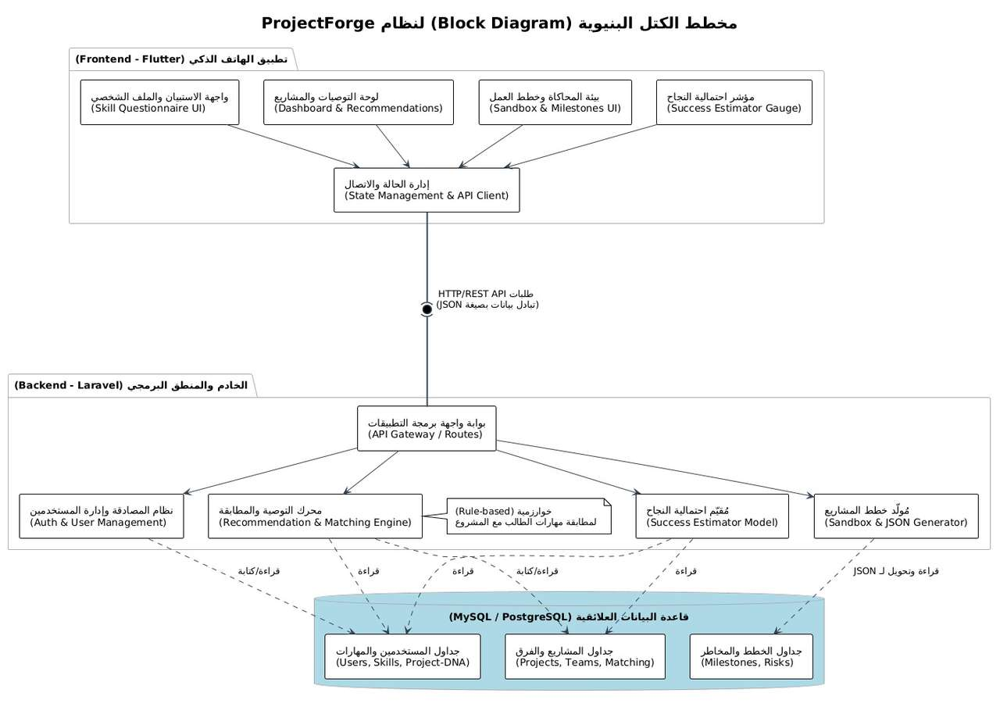 مخطط الكتل البنيوية (Block Diagram) لنظام ProjectForge
تطبيق الهاتف الذكي (Frontend - Flutter)
واجهة الاستبيان والملف الشخصي
(Skill Questionnaire UI)
لوحة التوصيات والمشاريع
(Dashboard & Recommendations)
بيئة المحاكاة وخطط العمل
(Sandbox & Milestones UI)
مؤشر احتمالية النجاح
(Success Estimator Gauge)
إدارة الحالة والاتصال
(State Management & API Client)
طلبات HTTP/REST API
(تبادل بيانات بصيغة JSON)
الخادم والمنطق البرمجي (Backend - Laravel)
بوابة واجهة برمجة التطبيقات
(API Gateway / Routes)
نظام المصادقة وإدارة المستخدمين
(Auth & User Management)
محرك التوصية والمطابقة
(Recommendation & Matching Engine)
خوارزمية (Rule-based)
لمطابقة مهارات الطالب مع المشروع
مُقيّم احتمالية النجاح
(Success Estimator Model)
مُولّد خطط المشاريع
(Sandbox & JSON Generator)
قراءة/كتابة
قراءة
قراءة
قراءة/كتابة
قراءة
قراءة وتحويل لـ JSON
قاعدة البيانات العلائقية (MySQL / PostgreSQL)
جداول المستخدمين والمهارات
(Users, Skills, Project-DNA)
جداول المشاريع والفرق
(Projects, Teams, Matching)
جداول الخطط والمخاطر
(Milestones, Risks)